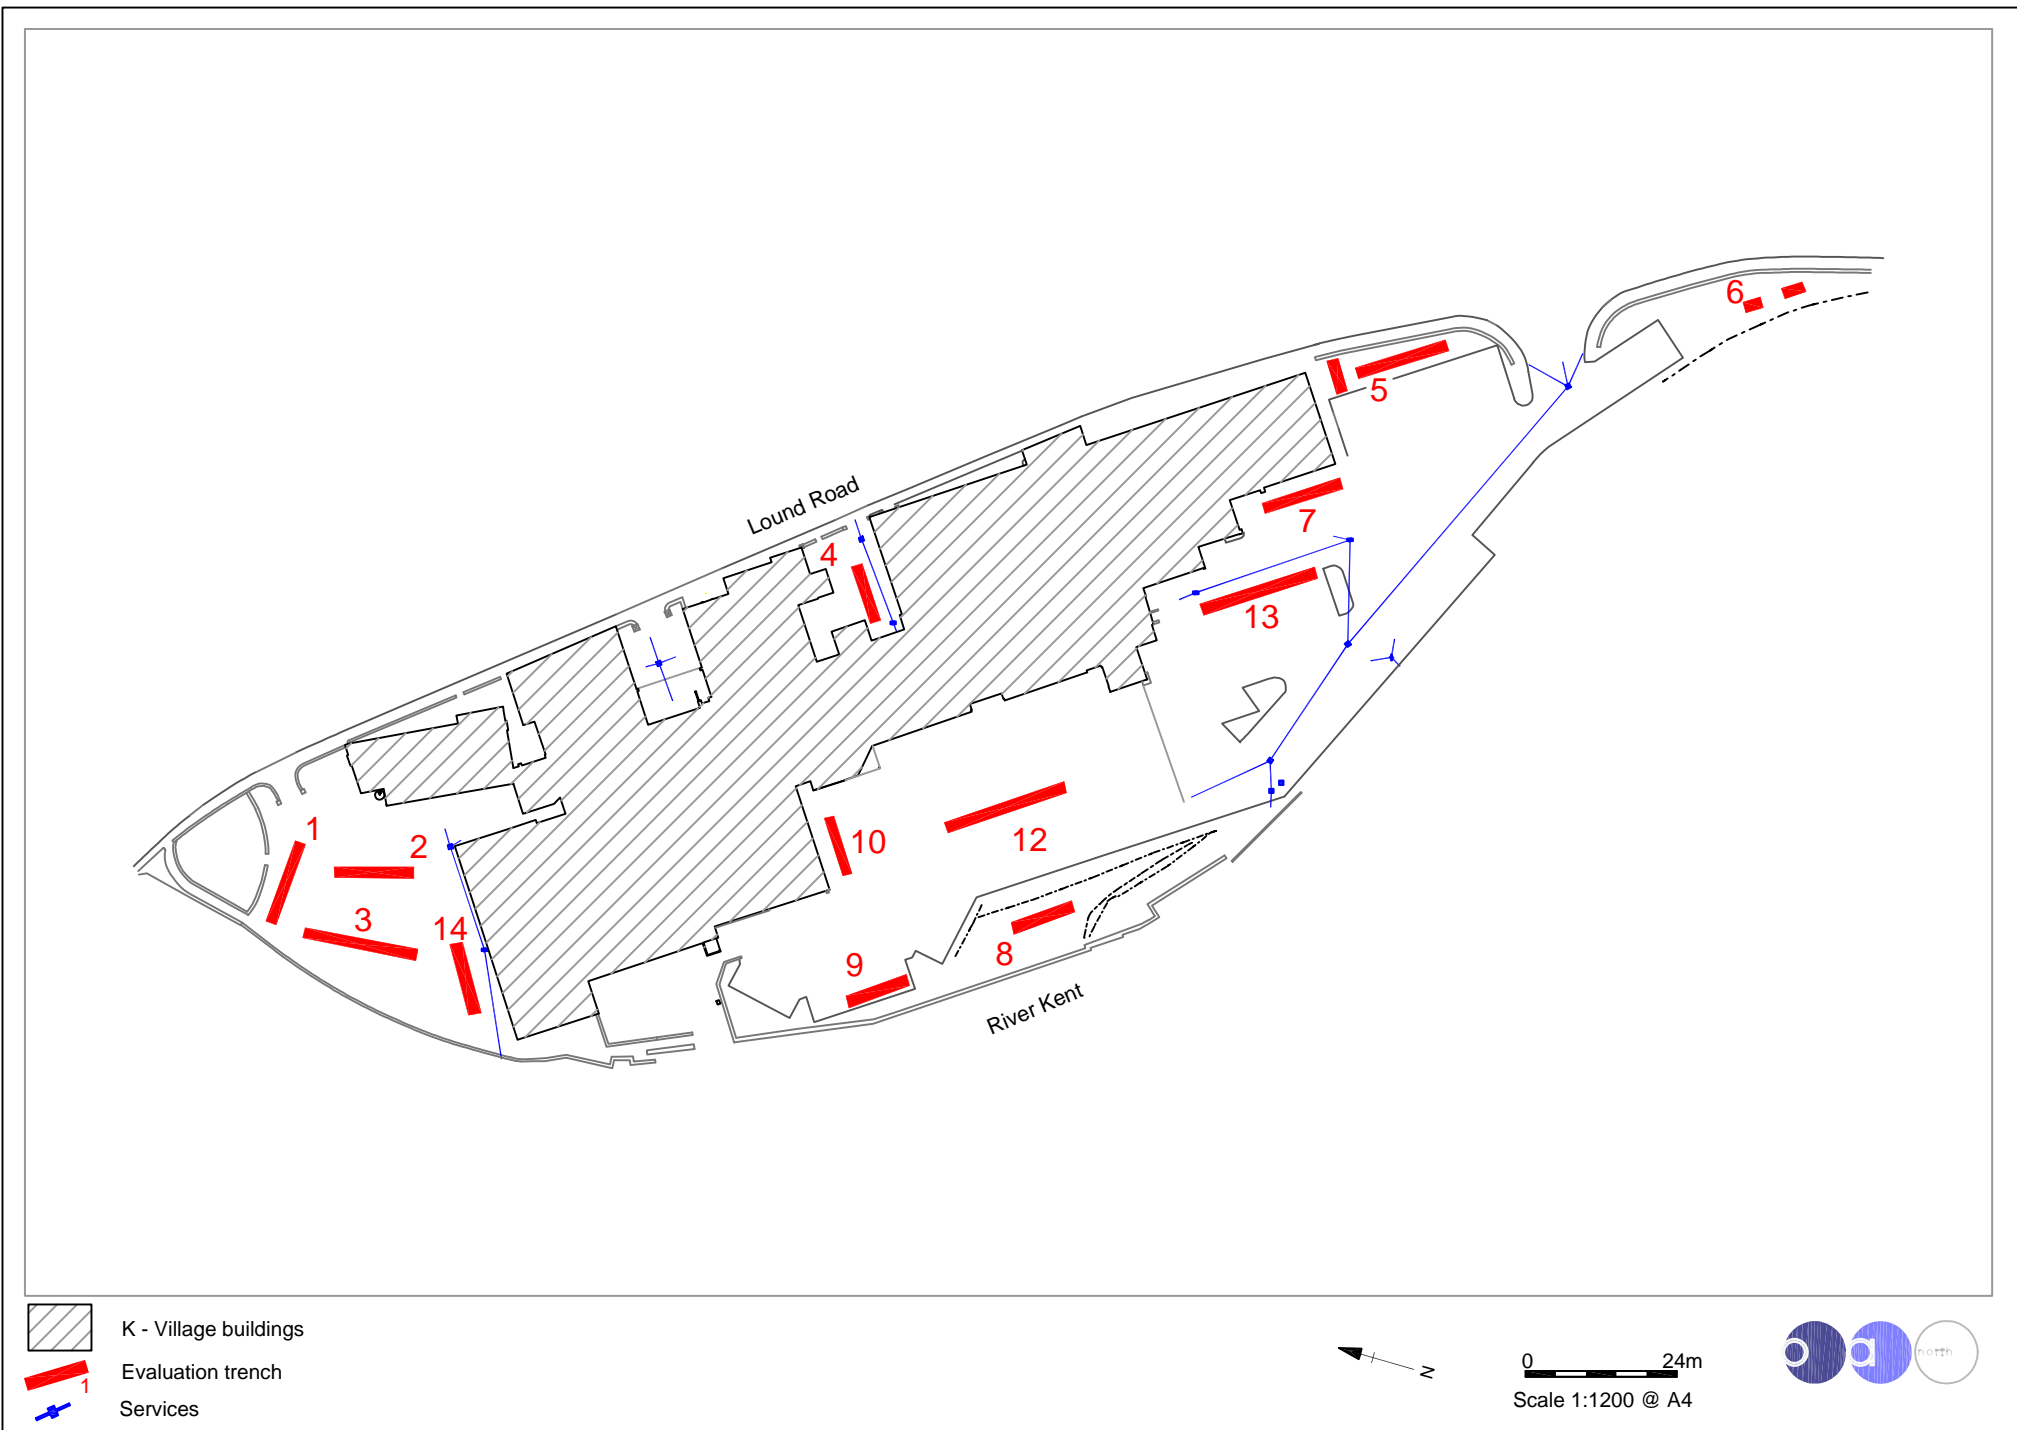 6
5
Lound Road
7
4
13
1
2
10
12
3
14
9
8
River Kent
K - Village buildings
Evaluation trench
1
Services
N
0 24m
Scale 1:1200 @ A4
o a north